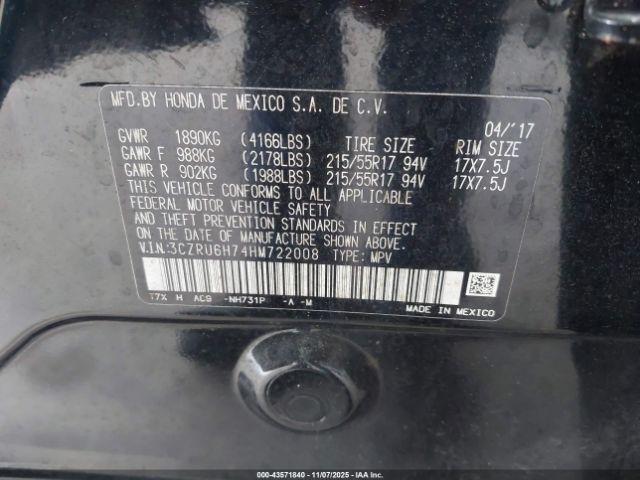 MFD.BY HONDA DE MEXICO S.A. DE C.V.
04/'17
GVWR 1890KG (4166LBS) TIRE SIZE RIM SIZE
GAWR F 988KG (2178LBS) 215/55R17 94V 17X7.5J
GAWR R 902KG (1988LBS) 215/55R17 94V 17X7.5J
THIS VEHICLE CONFORMS TO ALL APPLICABLE
FEDERAL MOTOR VEHICLE SAFETY
AND THEFT PREVENTION STANDARDS IN EFFECT
ON THE DATE OF MANUFACTURE SHOWN ABOVE.
V.I.N:3CZRU6H74HM722008 TYPE: MPV
T7X H AC9 -NH731P -A -M
MADE IN MEXICO
000-43571840 - 11/07/2025 - IAAI.COM